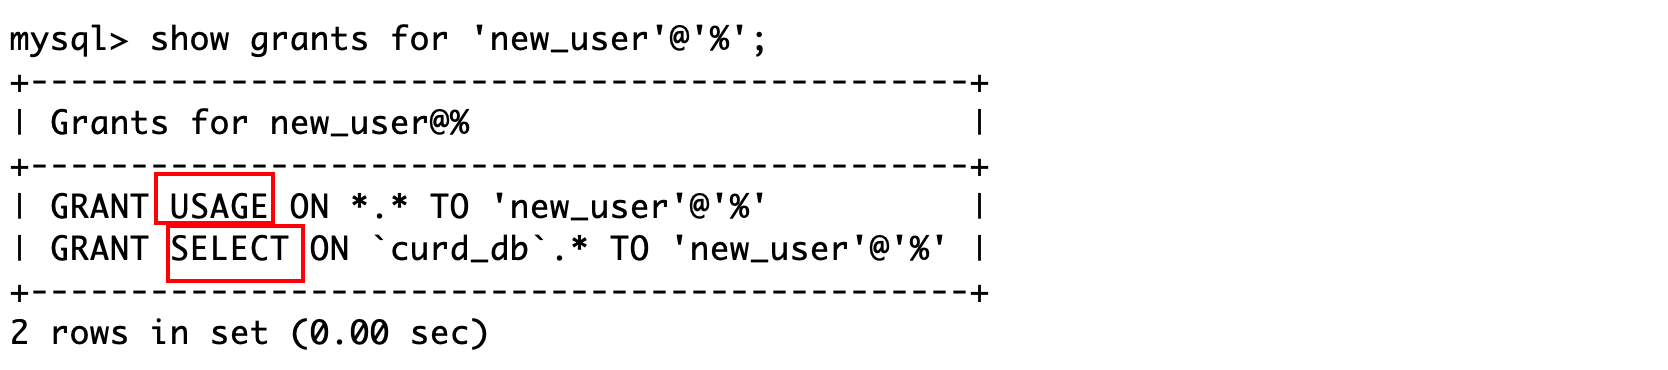 mysql> show grants for 'new_user'@'%';
+-----------------------------------------------+
| Grants for new_user@%                         |
+-----------------------------------------------+
| GRANT USAGE ON *.* TO 'new_user'@'%'          |
| GRANT SELECT ON `curd_db`.* TO 'new_user'@'%' |
+-----------------------------------------------+
2 rows in set (0.00 sec)